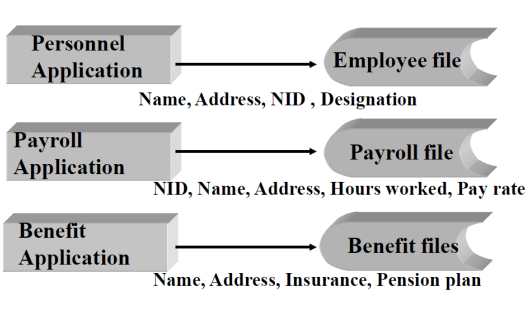 Personnel
Application
Employee file
Name, Address, NID , Designation
Payroll
Application
Payroll file
NID, Name, Address, Hours worked, Pay rate
Benefit
Application
Benefit files
Name, Address, Insurance, Pension plan